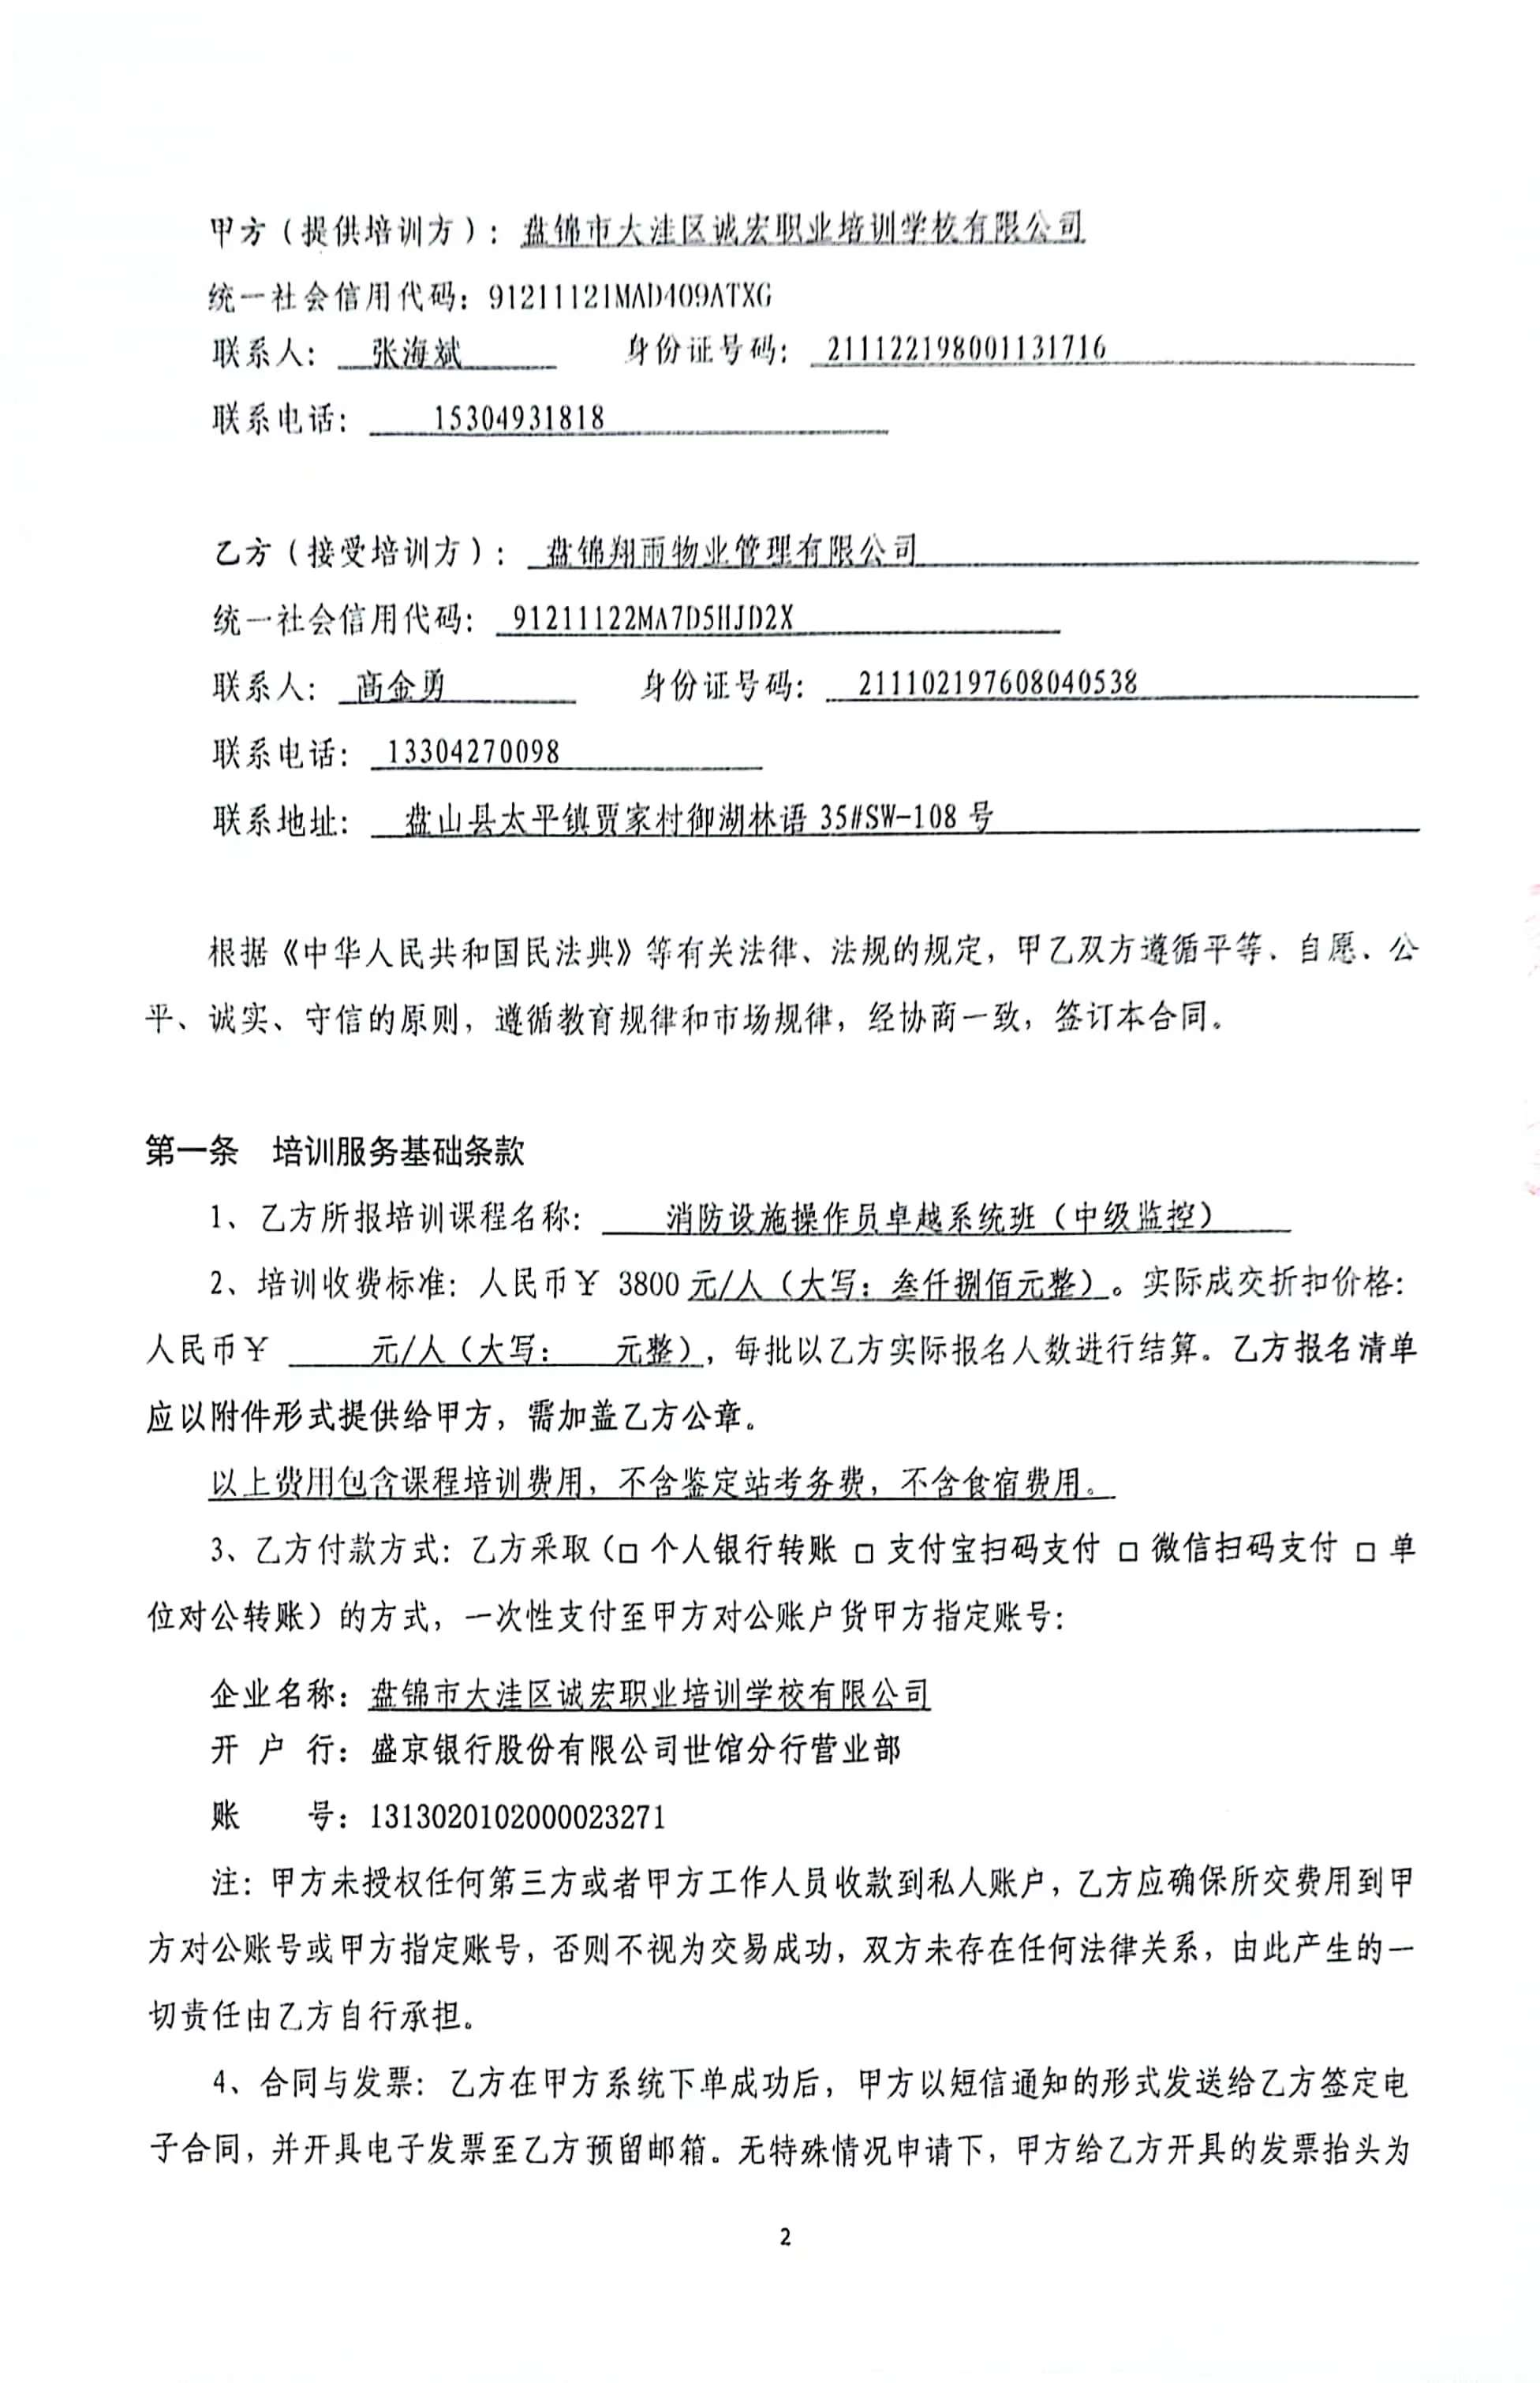 甲方（提供培训方）：盘锦市大洼区诚宏职业培训学校有限公司
统一社会信用代码：91211121MAD409ATXG
联系人： 张海斌 身份证号码： 211122198001131716
联系电话： 15304931818
乙方（接受培训方）： 盘锦翔雨物业管理有限公司
统一社会信用代码： 91211122MA7D5HJD2X
联系人： 商金勇 身份证号码： 211102197608040538
联系电话： 13304270098
联系地址： 盘山县太平镇贾家村御湖林语 35#SW-108 号
根据《中华人民共和国民法典》等有关法律、法规的规定，甲乙双方遵循平等、自愿、公
平、诚实、守信的原则，遵循教育规律和市场规律，经协商一致，签订本合同。
第一条 培训服务基础条款
1、乙方所报培训课程名称： 消防设施操作员卓越系统班（中级监控）
2、培训收费标准：人民币￥ 3800 元/人（大写：叁仟捌佰元整）。实际成交折扣价格：
人民币￥ 元/人（大写： 元整），每批以乙方实际报名人数进行结算。乙方报名清单
应以附件形式提供给甲方，需加盖乙方公章。
以上费用包含课程培训费用，不含鉴定站考务费，不含食宿费用。
3、乙方付款方式：乙方采取（□ 个人银行转账 □ 支付宝扫码支付 □ 微信扫码支付 □ 单
位对公转账）的方式，一次性支付至甲方对公账户货甲方指定账号：
企业名称：盘锦市大洼区诚宏职业培训学校有限公司
开 户 行：盛京银行股份有限公司世馆分行营业部
账 号：1313020102000023271
注：甲方未授权任何第三方或者甲方工作人员收款到私人账户，乙方应确保所交费用到甲
方对公账号或甲方指定账号，否则不视为交易成功，双方未存在任何法律关系，由此产生的一
切责任由乙方自行承担。
4、合同与发票：乙方在甲方系统下单成功后，甲方以短信通知的形式发送给乙方签定电
子合同，并开具电子发票至乙方预留邮箱。无特殊情况申请下，甲方给乙方开具的发票抬头为
2